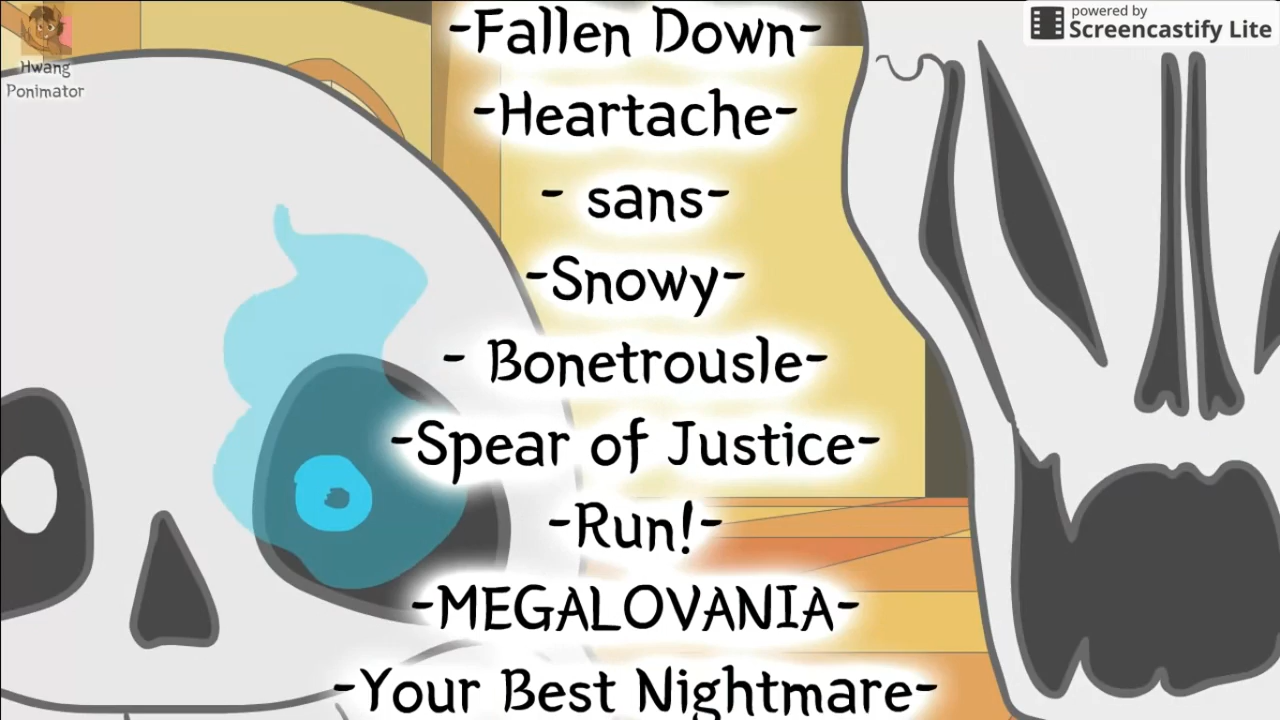 Hwang
Ponimator
powered by
Screencastify Lite
-Fallen Down-
-Heartache-
- sans-
-Snowy-
- Bonetrousle-
-Spear of Justice-
-Run!-
-MEGALOVANIA-
-Your Best Nightmare-